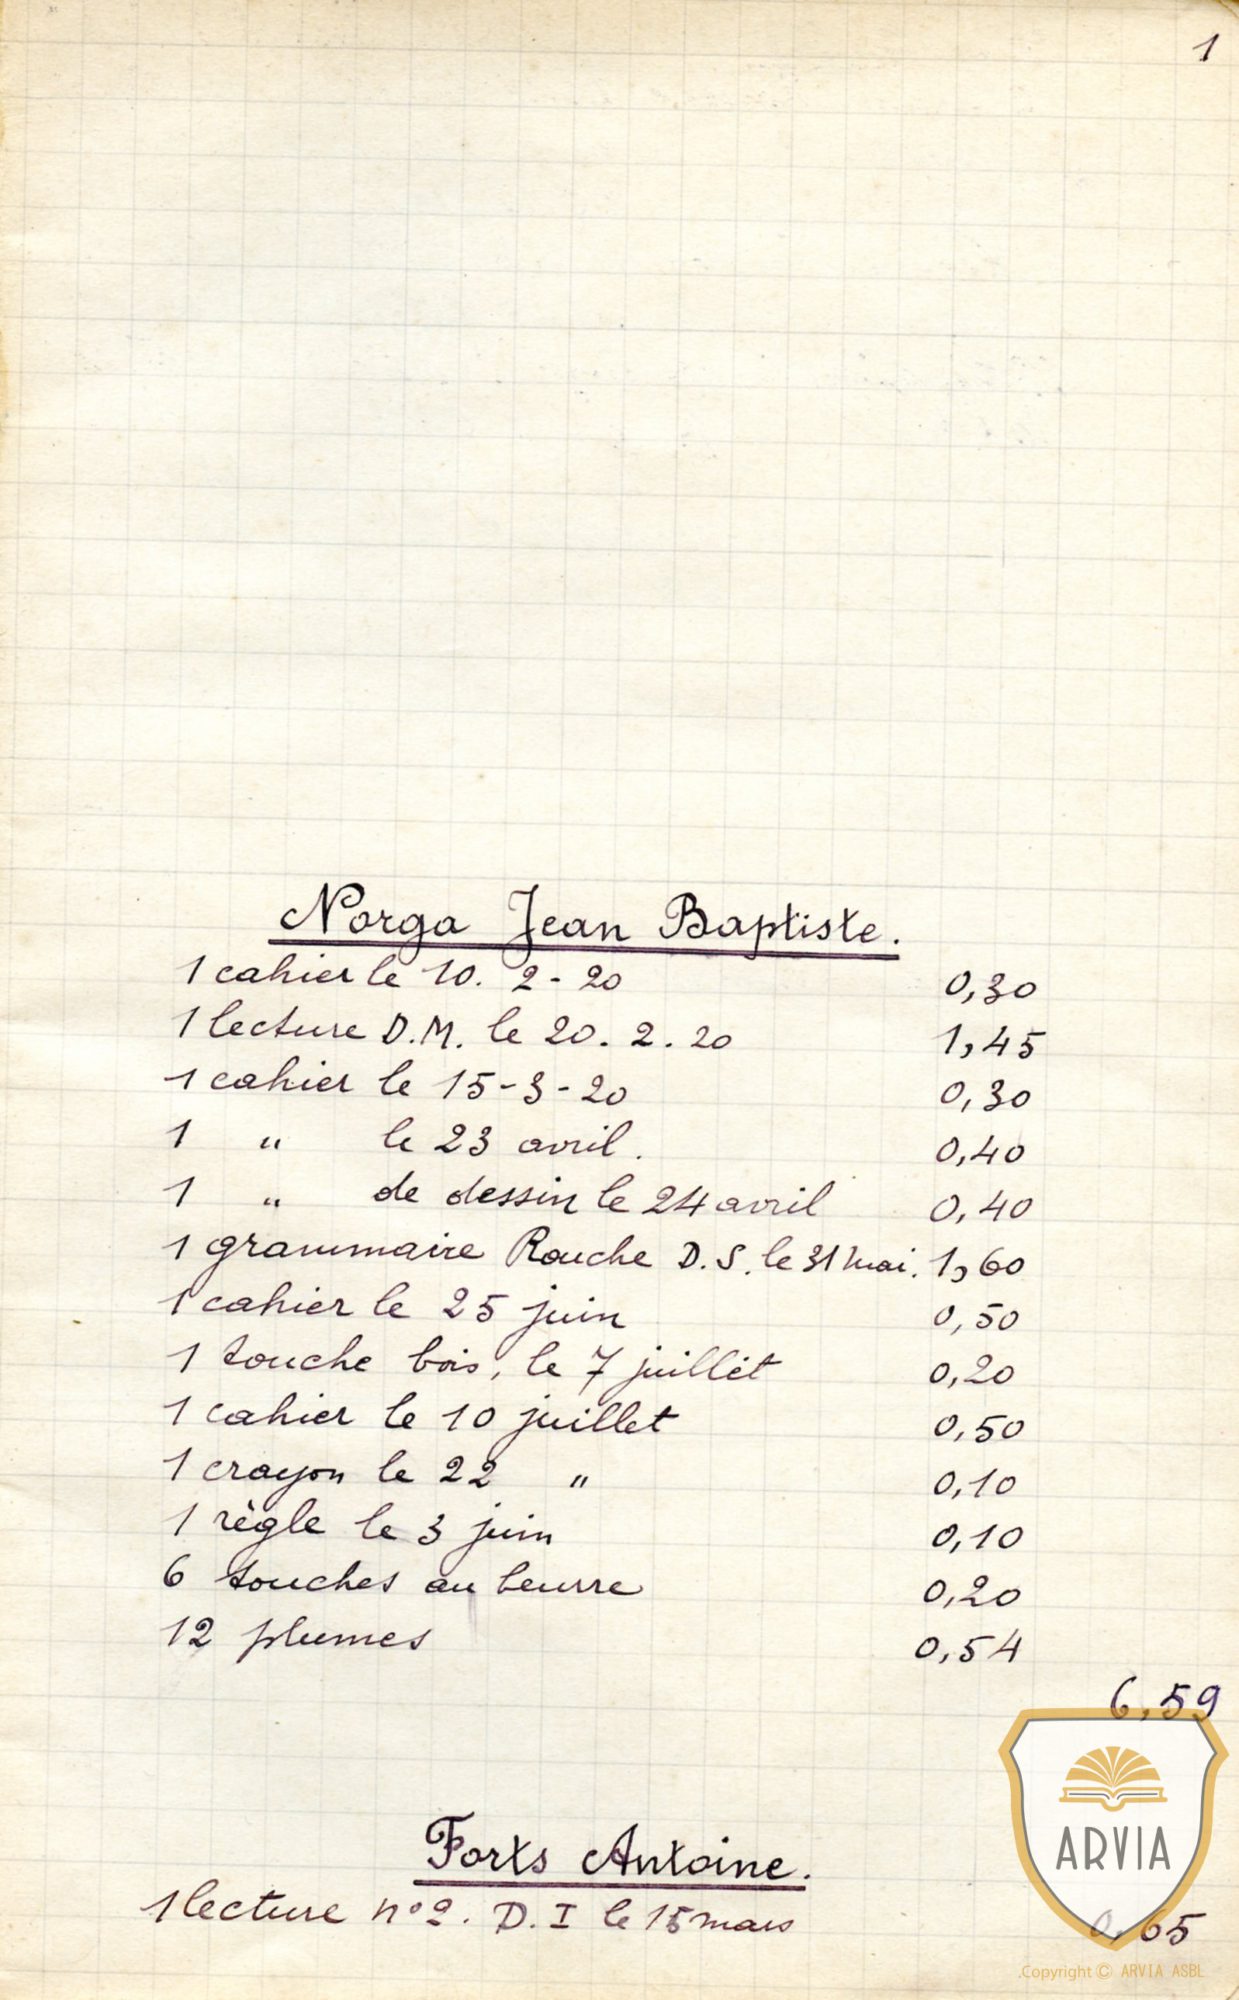 1
Norga Jean Baptiste.
1 cahier le 10. 2 - 20 0,30
1 lecture D.M. le 20. 2. 20 1,45
1 cahier le 15-3-20 0,30
1 " le 23 avril. 0,40
1 " de dessin le 24 avril 0,40
1 grammaire Rouche D.S. le 31 mai. 1,60
1 cahier le 25 juin 0,50
1 touche bois, le 7 juillet 0,20
1 cahier le 10 juillet 0,50
1 crayon le 22 " 0,10
1 règle le 3 juin 0,10
6 touches au beurre 0,20
12 plumes 0,54
6,59
Forts Antoine.
1 lecture n°2. D. I le 15 mars 0,65
ARVIA
Copyright © ARVIA ASBL